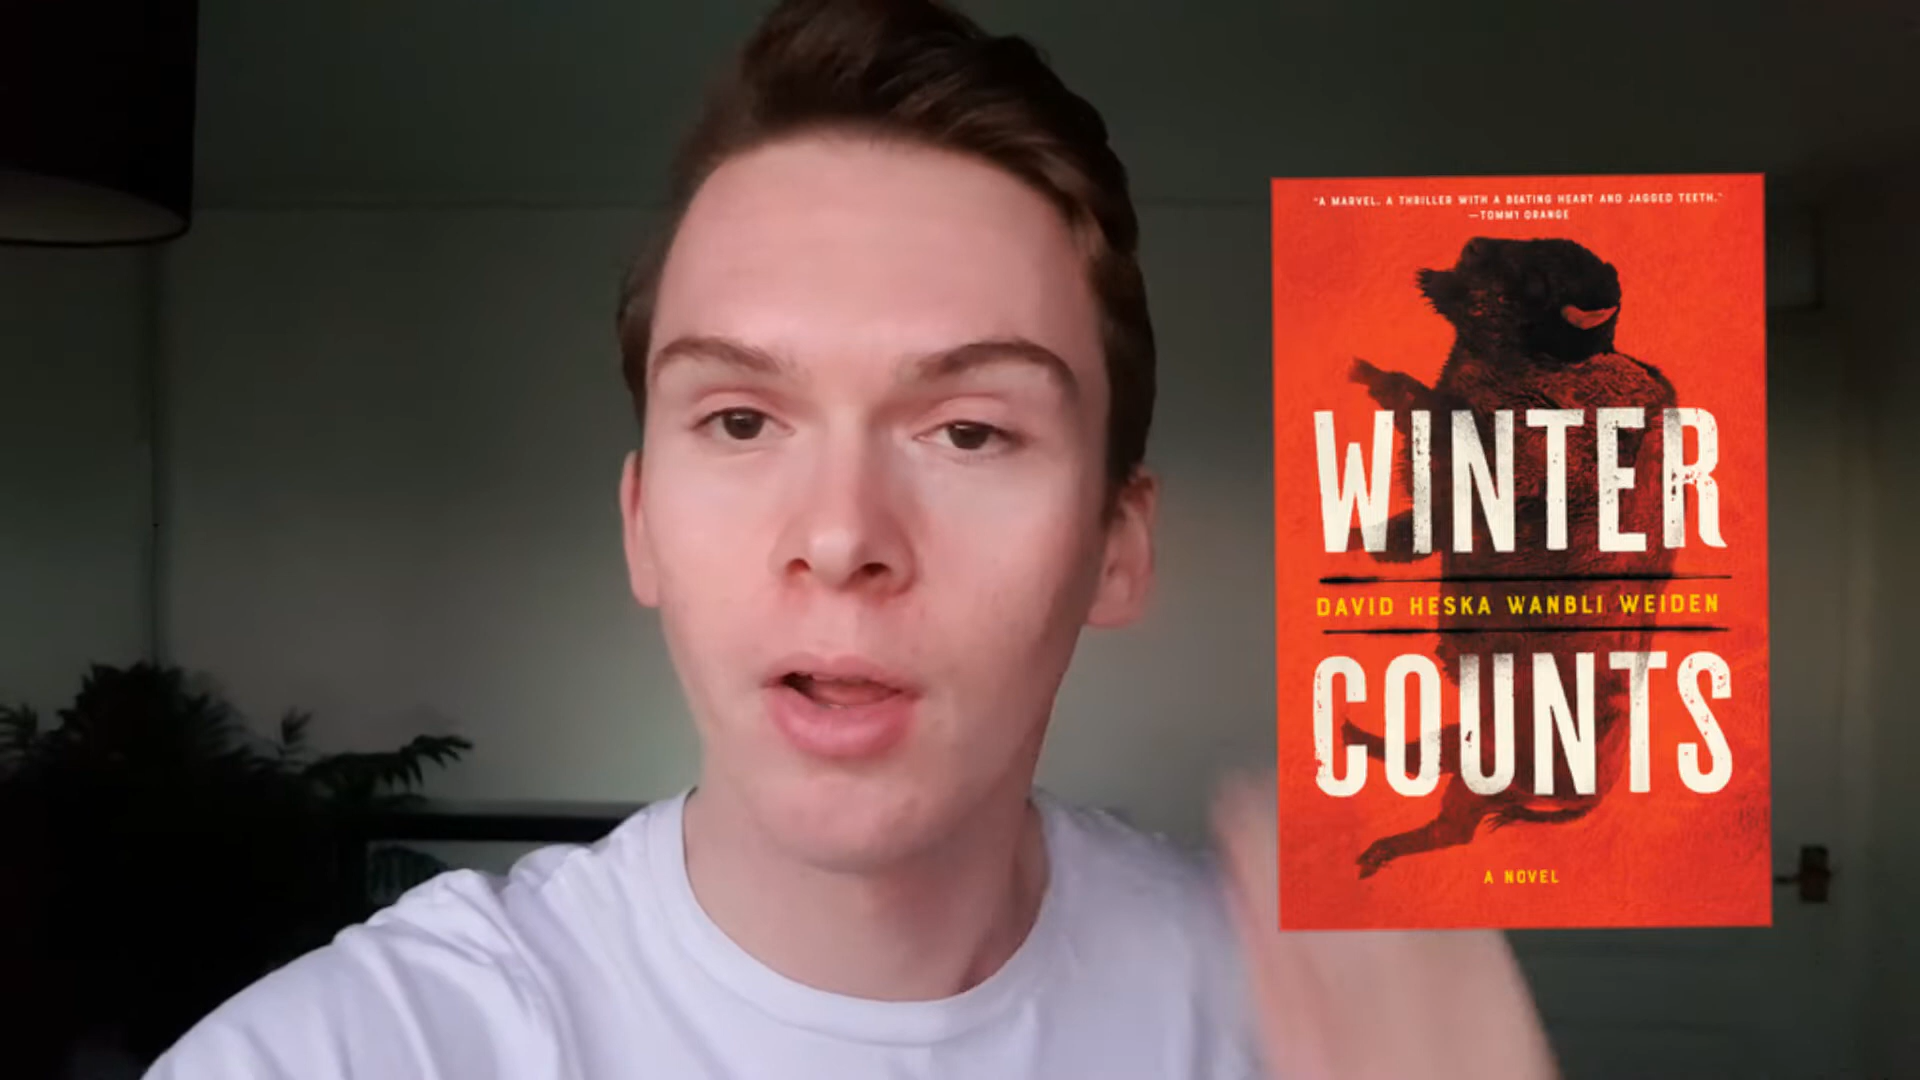 "A MARVEL. A THRILLER WITH A BEATING HEART AND JAGGED TEETH."
—TOMMY ORANGE
WINTER
DAVID HESKA WANBLI WEIDEN
COUNTS
A NOVEL